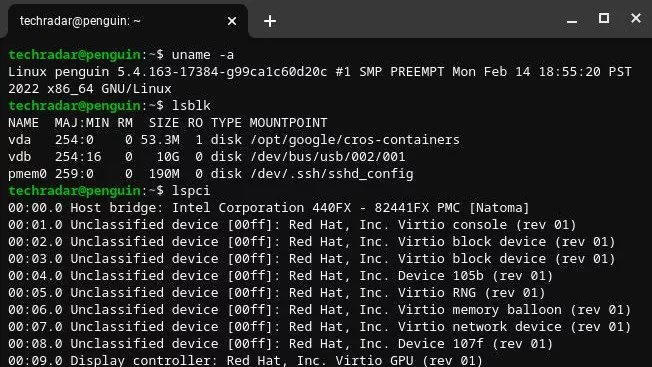 techradar@penguin: ~
techradar@penguin:~$ uname -a
Linux penguin 5.4.163-17384-g99ca1c60d20c #1 SMP PREEMPT Mon Feb 14 18:55:20 PST
2022 x86_64 GNU/Linux
techradar@penguin:~$ lsblk
NAME  MAJ:MIN RM  SIZE RO TYPE MOUNTPOINT
vda   254:0    0 53.3M  1 disk /opt/google/cros-containers
vdb   254:16   0   10G  0 disk /dev/bus/usb/002/001
pmem0 259:0    0  190M  0 disk /dev/.ssh/sshd_config
techradar@penguin:~$ lspci
00:00.0 Host bridge: Intel Corporation 440FX - 82441FX PMC [Natoma]
00:01.0 Unclassified device [00ff]: Red Hat, Inc. Virtio console (rev 01)
00:02.0 Unclassified device [00ff]: Red Hat, Inc. Virtio block device (rev 01)
00:03.0 Unclassified device [00ff]: Red Hat, Inc. Virtio block device (rev 01)
00:04.0 Unclassified device [00ff]: Red Hat, Inc. Device 105b (rev 01)
00:05.0 Unclassified device [00ff]: Red Hat, Inc. Virtio RNG (rev 01)
00:06.0 Unclassified device [00ff]: Red Hat, Inc. Virtio memory balloon (rev 01)
00:07.0 Unclassified device [00ff]: Red Hat, Inc. Virtio network device (rev 01)
00:08.0 Unclassified device [00ff]: Red Hat, Inc. Device 107f (rev 01)
00:09.0 Display controller: Red Hat, Inc. Virtio GPU (rev 01)